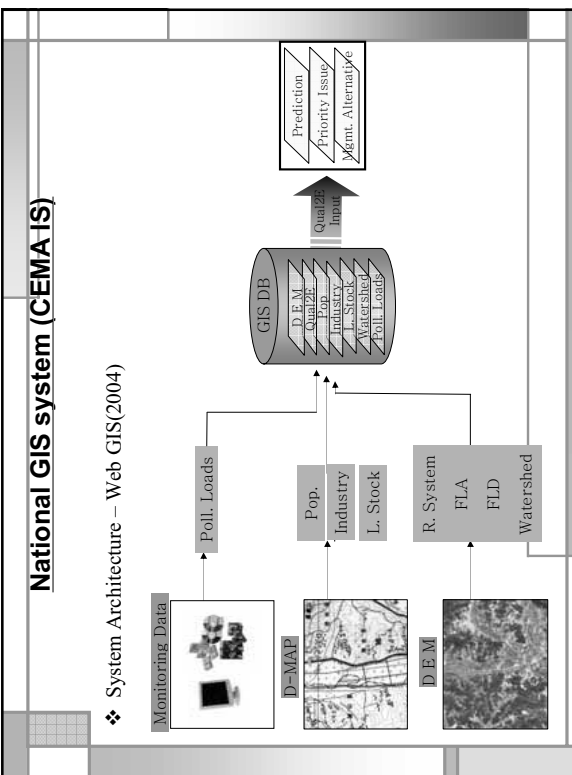 National GIS system (CEMA IS)
❖ System Architecture – Web GIS(2004)
Monitoring Data
Poll. Loads
D-MAP
Pop.
Industry
L. Stock
D E M
R. System
FLA
FLD
Watershed
GIS DB
D E M
Qual2E
Pop
Industry
L. Stock
Watershed
Poll. Loads
Qual2E
Input
Prediction
Priority Issue
Mgmt. Alternative